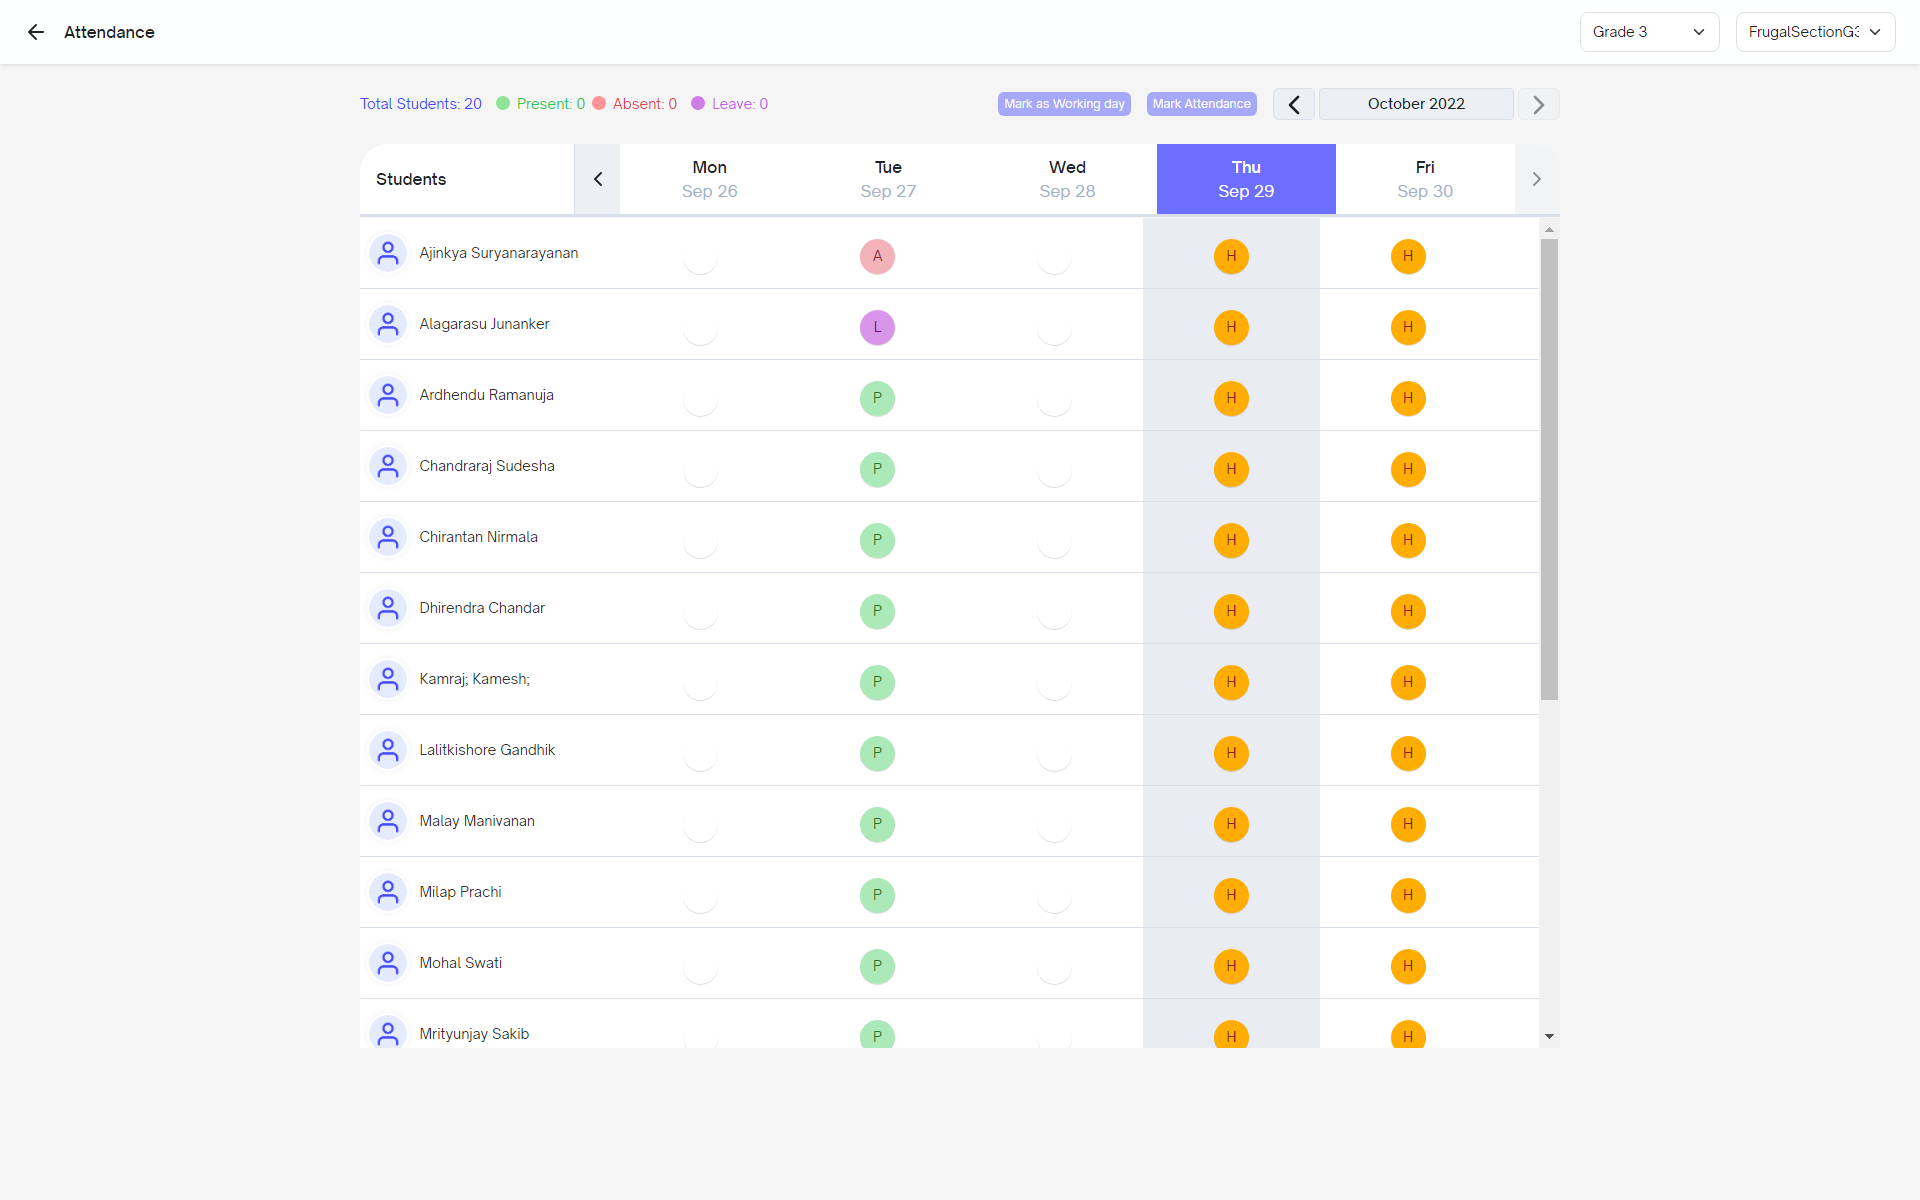 Attendance
Grade 3
FrugalSectionG3
Total Students: 20 Present: 0 Absent: 0 Leave: 0
Mark as Working day
Mark Attendance
October 2022
Students
Mon Tue Wed Thu Fri
Sep 26 Sep 27 Sep 28 Sep 29 Sep 30
Ajinkya Suryanarayanan A H H
Alagarasu Junanker L H H
Ardhendu Ramanuja P H H
Chandraraj Sudesha P H H
Chirantan Nirmala P H H
Dhirendra Chandar P H H
Kamraj; Kamesh; P H H
Lalitkishore Gandhik P H H
Malay Manivanan P H H
Milap Prachi P H H
Mohal Swati P H H
Mrityunjay Sakib P H H